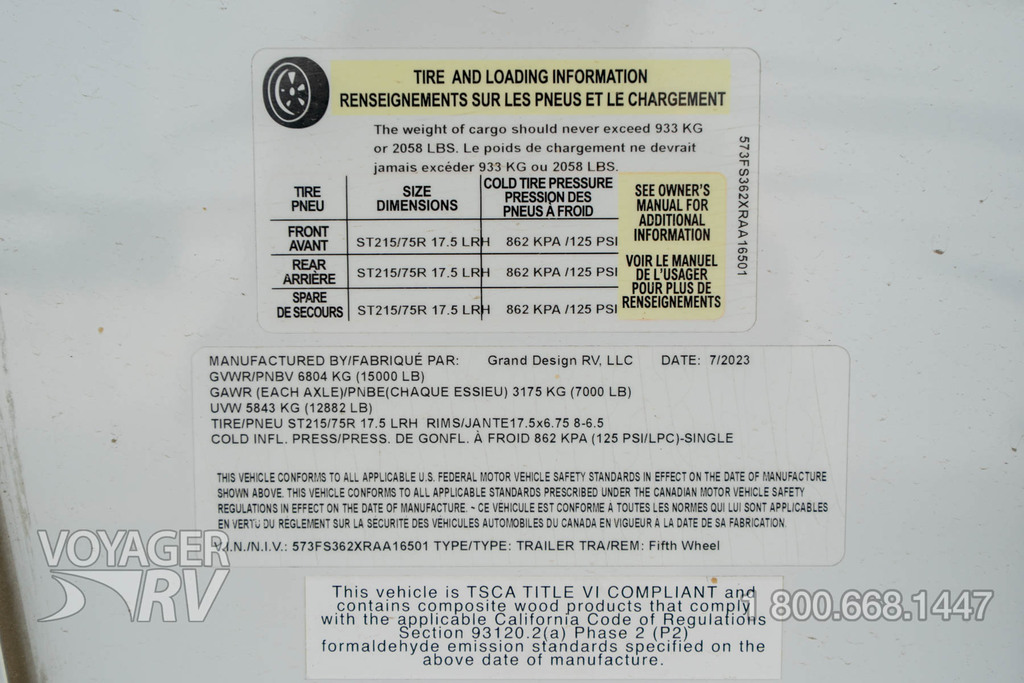 TIRE AND LOADING INFORMATION
RENSEIGNEMENTS SUR LES PNEUS ET LE CHARGEMENT
The weight of cargo should never exceed 933 KG
or 2058 LBS. Le poids de chargement ne devrait
jamais excéder 933 KG ou 2058 LBS.
TIRE PNEU SIZE DIMENSIONS COLD TIRE PRESSURE PRESSION DES PNEUS À FROID
FRONT AVANT ST215/75R 17.5 LRH 862 KPA /125 PSI
REAR ARRIÈRE ST215/75R 17.5 LRH 862 KPA /125 PSI
SPARE DE SECOURS ST215/75R 17.5 LRH 862 KPA /125 PSI
SEE OWNER'S
MANUAL FOR
ADDITIONAL
INFORMATION
VOIR LE MANUEL
DE L'USAGER
POUR PLUS DE
RENSEIGNEMENTS
573FS362XRAA16501
MANUFACTURED BY/FABRIQUÉ PAR: Grand Design RV, LLC DATE: 7/2023
GVWR/PNBV 6804 KG (15000 LB)
GAWR (EACH AXLE)/PNBE(CHAQUE ESSIEU) 3175 KG (7000 LB)
UVW 5843 KG (12882 LB)
TIRE/PNEU ST215/75R 17.5 LRH RIMS/JANTE17.5x6.75 8-6.5
COLD INFL. PRESS/PRESS. DE GONFL. À FROID 862 KPA (125 PSI/LPC)-SINGLE
THIS VEHICLE CONFORMS TO ALL APPLICABLE U.S. FEDERAL MOTOR VEHICLE SAFETY STANDARDS IN EFFECT ON THE DATE OF MANUFACTURE
SHOWN ABOVE. THIS VEHICLE CONFORMS TO ALL APPLICABLE STANDARDS PRESCRIBED UNDER THE CANADIAN MOTOR VEHICLE SAFETY
REGULATIONS IN EFFECT ON THE DATE OF MANUFACTURE. ~ CE VÉHICULE EST CONFORME A TOUTES LES NORMES QUI LUI SONT APPLICABLES
EN VERTU DU RÉGLEMENT SUR LA SÉCURITE DES VÉHICULES AUTOMOBILES DU CANADA EN VIGUEUR A LA DATE DE SA FABRICATION.
V.I.N./N.I.V.: 573FS362XRAA16501 TYPE/TYPE: TRAILER TRA/REM: Fifth Wheel
VOYAGER
RV
This vehicle is TSCA TITLE VI COMPLIANT and
contains composite wood products that comply
with the applicable California Code of Regulations
Section 93120.2(a) Phase 2 (P2)
formaldehyde emission standards specified on the
above date of manufacture.
1 800.668.1447